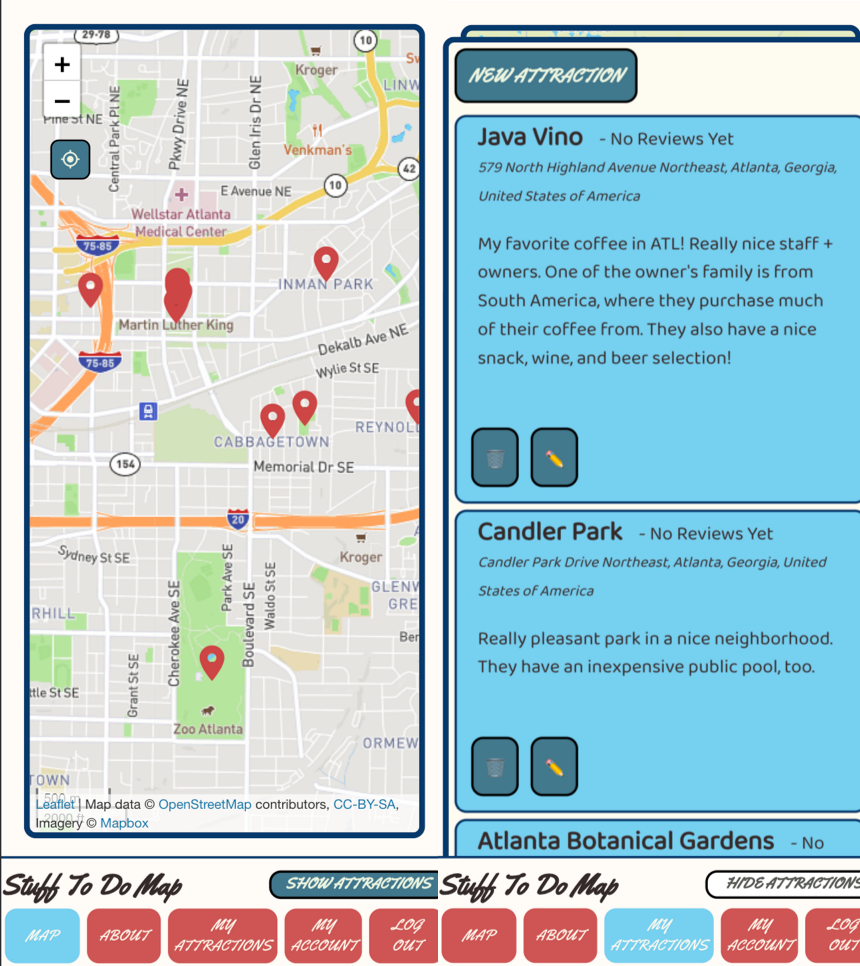 29-78
10
+
Kroger
Sw
LINW
−
Pine St NE
Central Park Pl NE
Pkwy Drive NE
Glen Iris Dr NE
Venkman's
42
10
E Avenue NE
Wellstar Atlanta
Medical Center
75-85
INMAN PARK
Martin Luther King
Dekalb Ave NE
75-85
Wylie St SE
REYNOL
CABBAGETOWN
154
Memorial Dr SE
20
Sydney St SE
Kroger
Park Ave SE
Waldo St SE
Cherokee Ave SE
Boulevard SE
GLENW
GRE
RHILL
Ber
Grant St SE
ttle St SE
Zoo Atlanta
ORMEW
TOWN
500 m
2000 ft
Leaflet | Map data © OpenStreetMap contributors, CC-BY-SA,
Imagery © Mapbox
Stuff To Do Map
SHOW ATTRACTIONS
MAP
ABOUT
MY
ATTRACTIONS
MY
ACCOUNT
LOG
OUT
NEW ATTRACTION
Java Vino - No Reviews Yet
579 North Highland Avenue Northeast, Atlanta, Georgia,
United States of America
My favorite coffee in ATL! Really nice staff +
owners. One of the owner's family is from
South America, where they purchase much
of their coffee from. They also have a nice
snack, wine, and beer selection!
Candler Park - No Reviews Yet
Candler Park Drive Northeast, Atlanta, Georgia, United
States of America
Really pleasant park in a nice neighborhood.
They have an inexpensive public pool, too.
Atlanta Botanical Gardens - No
Stuff To Do Map
HIDE ATTRACTIONS
MAP
ABOUT
MY
ATTRACTIONS
MY
ACCOUNT
LOG
OUT